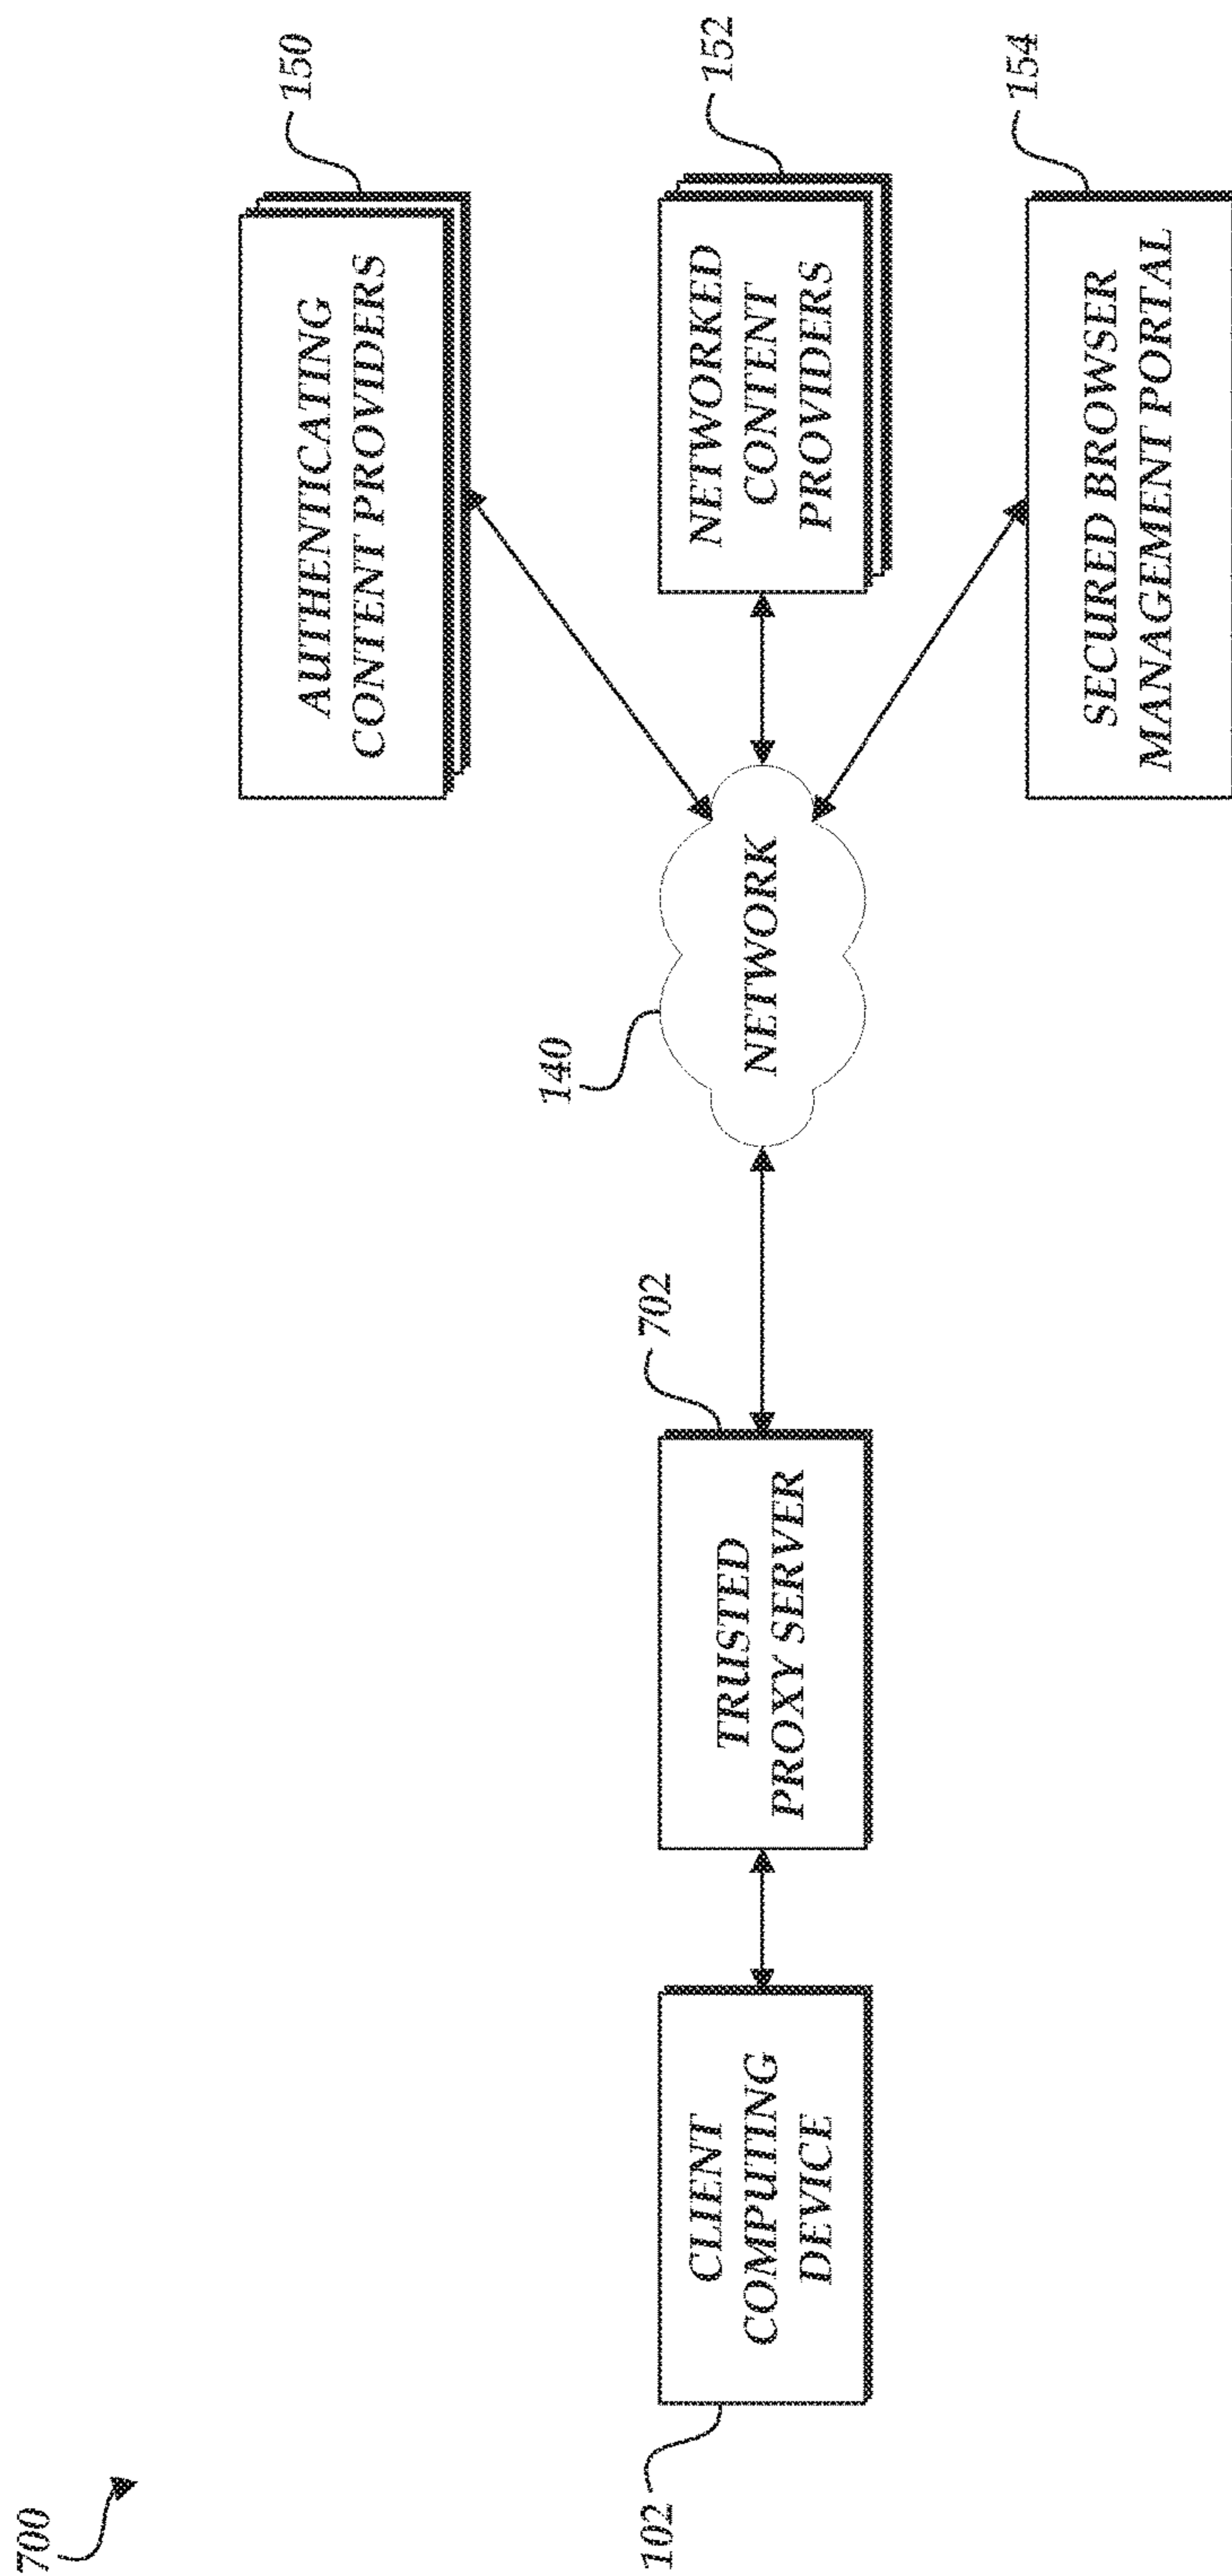 700
102
CLIENT
COMPUTING
DEVICE
702
TRUSTED
PROXY SERVER
140
NETWORK
150
AUTHENTICATING
CONTENT PROVIDERS
152
NETWORKED
CONTENT
PROVIDERS
154
SECURED BROWSER
MANAGEMENT PORTAL